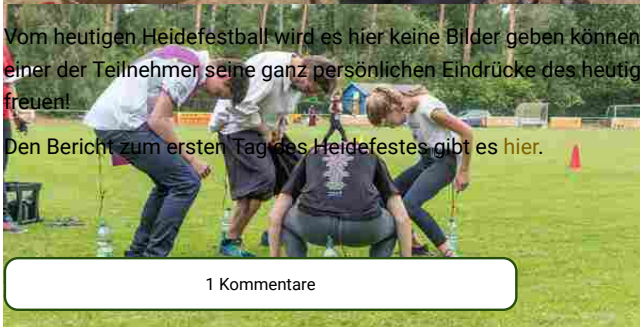 Vom heutigen Heidefestball wird es hier keine Bilder geben können
einer der Teilnehmer seine ganz persönlichen Eindrücke des heutig
freuen!
Den Bericht zum ersten Tag des Heidefestes gibt es hier.
1 Kommentare